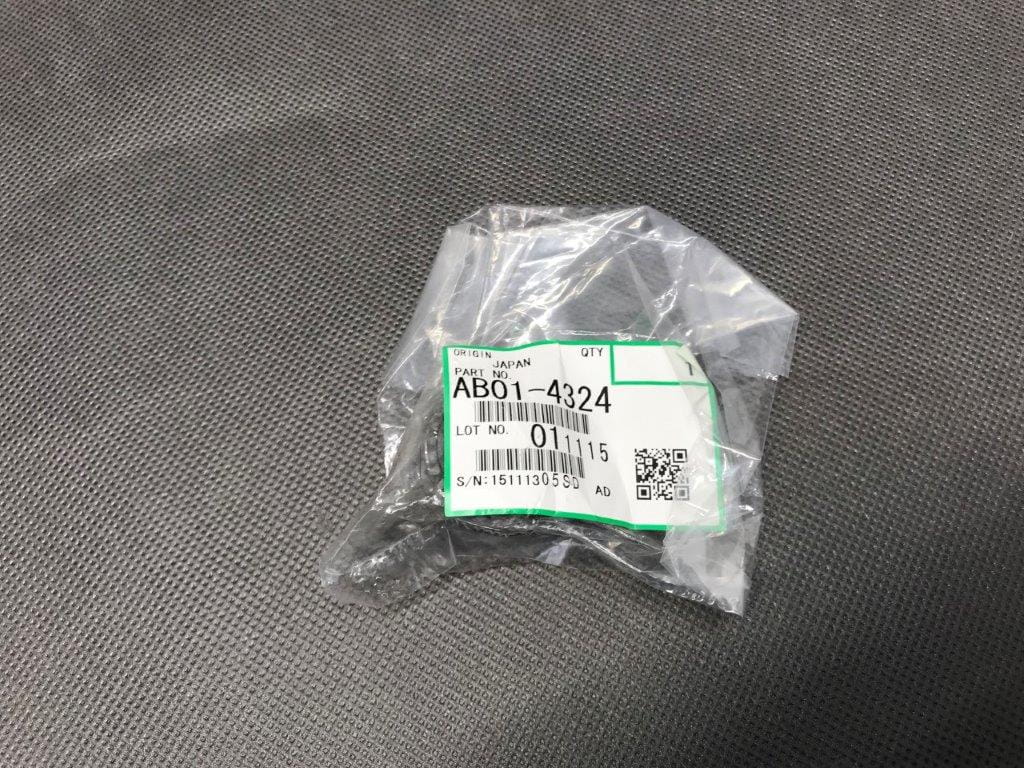 ORIGIN JAPAN QTY 1
PART NO.
AB01-4324
LOT NO. 011115
S/N:15111305SD AD